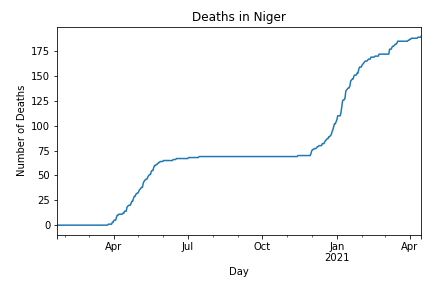 Deaths in Niger
Number of Deaths
175
150
125
100
75
50
25
0
Apr
Jul
Oct
Jan
2021
Apr
Day